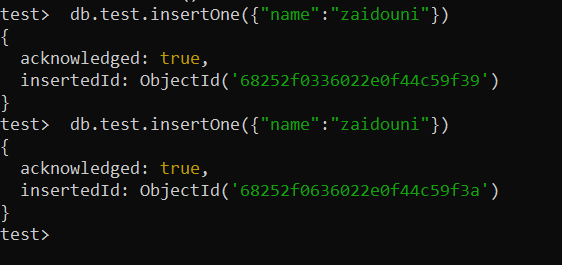 test>  db.test.insertOne({"name":"zaidouni"})
{
  acknowledged: true,
  insertedId: ObjectId('68252f0336022e0f44c59f39')
}
test>  db.test.insertOne({"name":"zaidouni"})
{
  acknowledged: true,
  insertedId: ObjectId('68252f0636022e0f44c59f3a')
}
test>